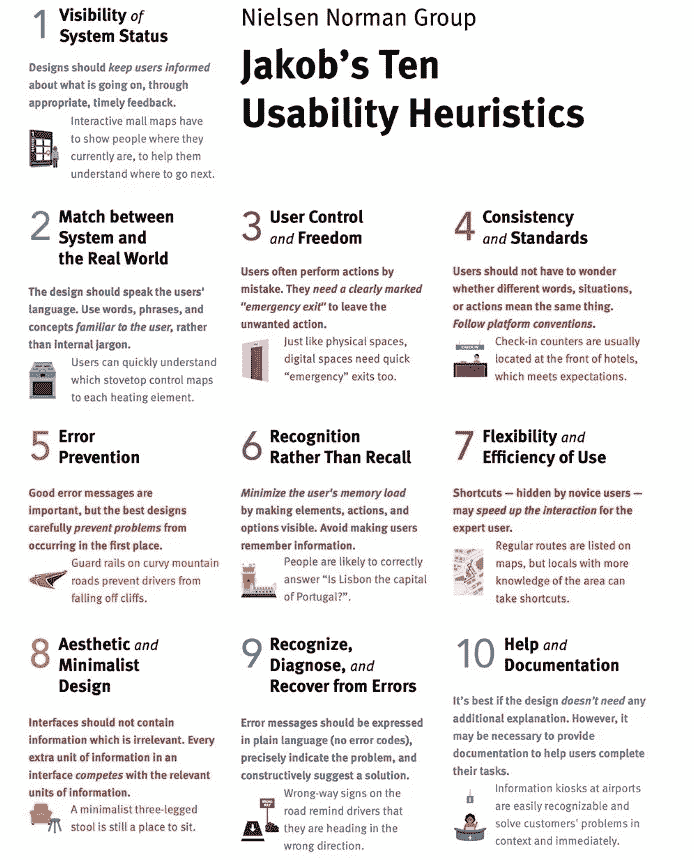 1 Visibility of
System Status
Designs should keep users informed
about what is going on, through
appropriate, timely feedback.
Interactive mall maps have
to show people where they
currently are, to help them
understand where to go next.
Nielsen Norman Group
Jakob's Ten
Usability Heuristics
2 Match between
System and
the Real World
The design should speak the users'
language. Use words, phrases, and
concepts familiar to the user, rather
than internal jargon.
Users can quickly understand
which stovetop control maps
to each heating element.
3 User Control
and Freedom
Users often perform actions by
mistake. They need a clearly marked
"emergency exit" to leave the
unwanted action.
Just like physical spaces,
digital spaces need quick
“emergency” exits too.
4 Consistency
and Standards
Users should not have to wonder
whether different words, situations,
or actions mean the same thing.
Follow platform conventions.
CHECK-IN
Check-in counters are usually
located at the front of hotels,
which meets expectations.
5 Error
Prevention
Good error messages are
important, but the best designs
carefully prevent problems from
occurring in the first place.
Guard rails on curvy mountain
roads prevent drivers from
falling off cliffs.
6 Recognition
Rather Than Recall
Minimize the user's memory load
by making elements, actions, and
options visible. Avoid making users
remember information.
People are likely to correctly
answer “Is Lisbon the capital
of Portugal?”.
7 Flexibility and
Efficiency of Use
Shortcuts — hidden by novice users —
may speed up the interaction for the
expert user.
Regular routes are listed on
maps, but locals with more
knowledge of the area can
take shortcuts.
8 Aesthetic and
Minimalist
Design
Interfaces should not contain
information which is irrelevant. Every
extra unit of information in an
interface competes with the relevant
units of information.
A minimalist three-legged
stool is still a place to sit.
9 Recognize,
Diagnose, and
Recover from Errors
Error messages should be expressed
in plain language (no error codes),
precisely indicate the problem, and
constructively suggest a solution.
WRONG
WAY
Wrong-way signs on the
road remind drivers that
they are heading in the
wrong direction.
10 Help and
Documentation
It's best if the design doesn't need any
additional explanation. However, it
may be necessary to provide
documentation to help users complete
their tasks.
i
Information kiosks at airports
are easily recognizable and
solve customers' problems in
context and immediately.